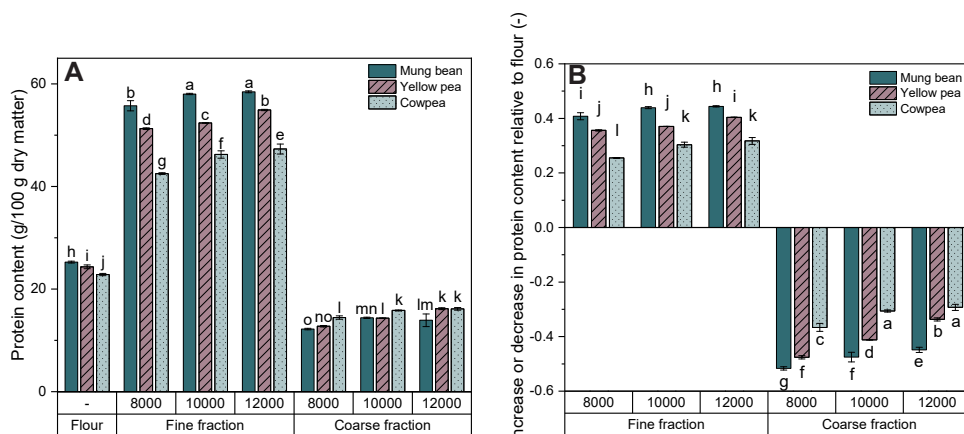 A
Mung bean
Yellow pea
Cowpea
Protein content (g/100 g dry matter)
60
40
20
0
h i j
b d g
a c f
a b e
o no l
mn l k
lm k k
- 8000 10000 12000 8000 10000 12000
Flour Fine fraction Coarse fraction
B
Mung bean
Yellow pea
Cowpea
ncrease or decrease in protein content relative to flour (-)
0.6
0.4
0.2
0.0
-0.2
-0.4
-0.6
i j l
h k k
h i k
g f c
f d a
e b a
8000 10000 12000 8000 10000 12000
Fine fraction Coarse fraction